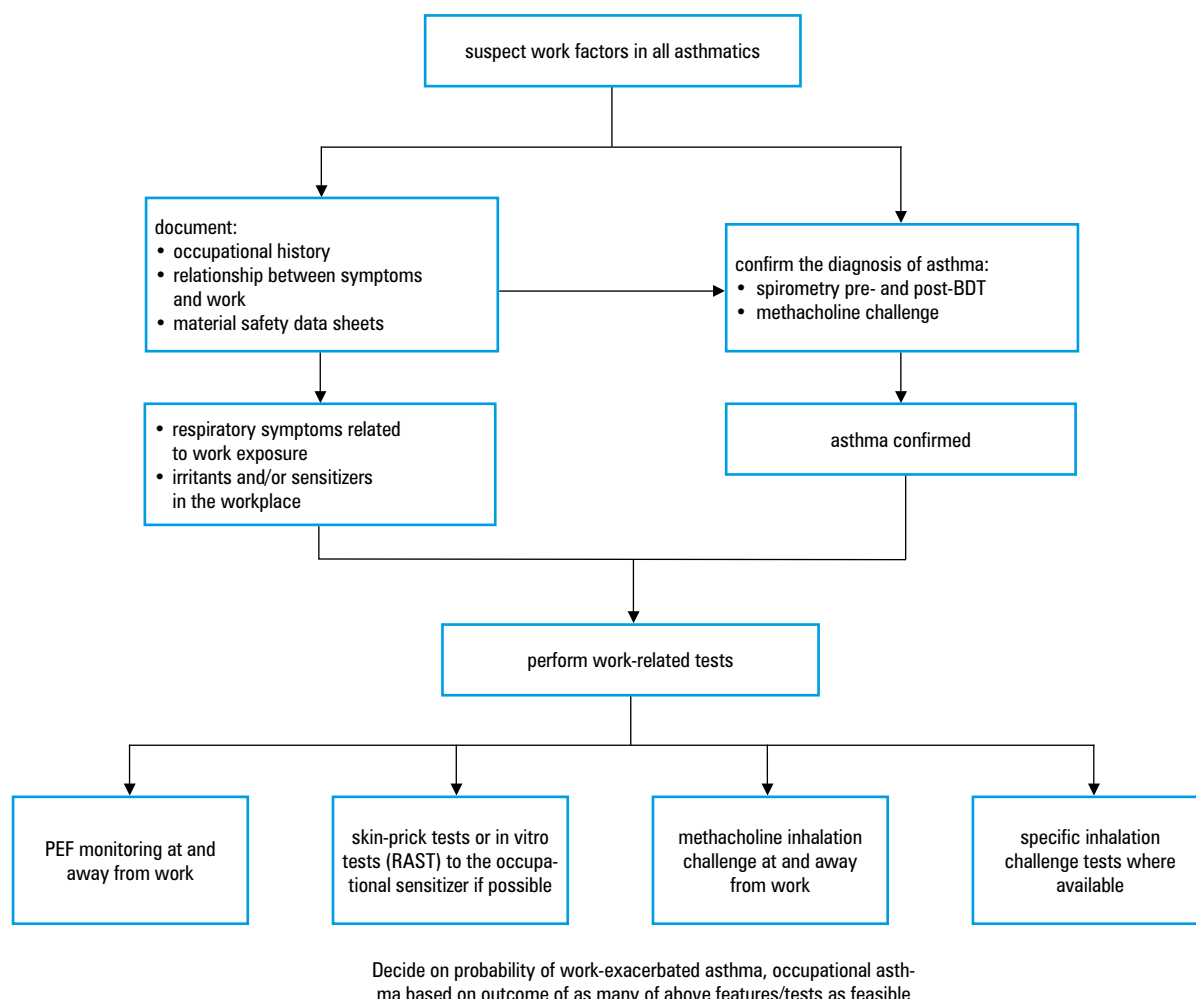 suspect work factors in all asthmatics
document:
• occupational history
• relationship between symptoms
and work
• material safety data sheets
confirm the diagnosis of asthma:
• spirometry pre- and post-BDT
• methacholine challenge
• respiratory symptoms related
to work exposure
• irritants and/or sensitizers
in the workplace
asthma confirmed
perform work-related tests
PEF monitoring at and
away from work
skin-prick tests or in vitro
tests (RAST) to the occupa-
tional sensitizer if possible
methacholine inhalation
challenge at and away
from work
specific inhalation
challenge tests where
available
Decide on probability of work-exacerbated asthma, occupational asth-
ma based on outcome of as many of above features/tests as feasible